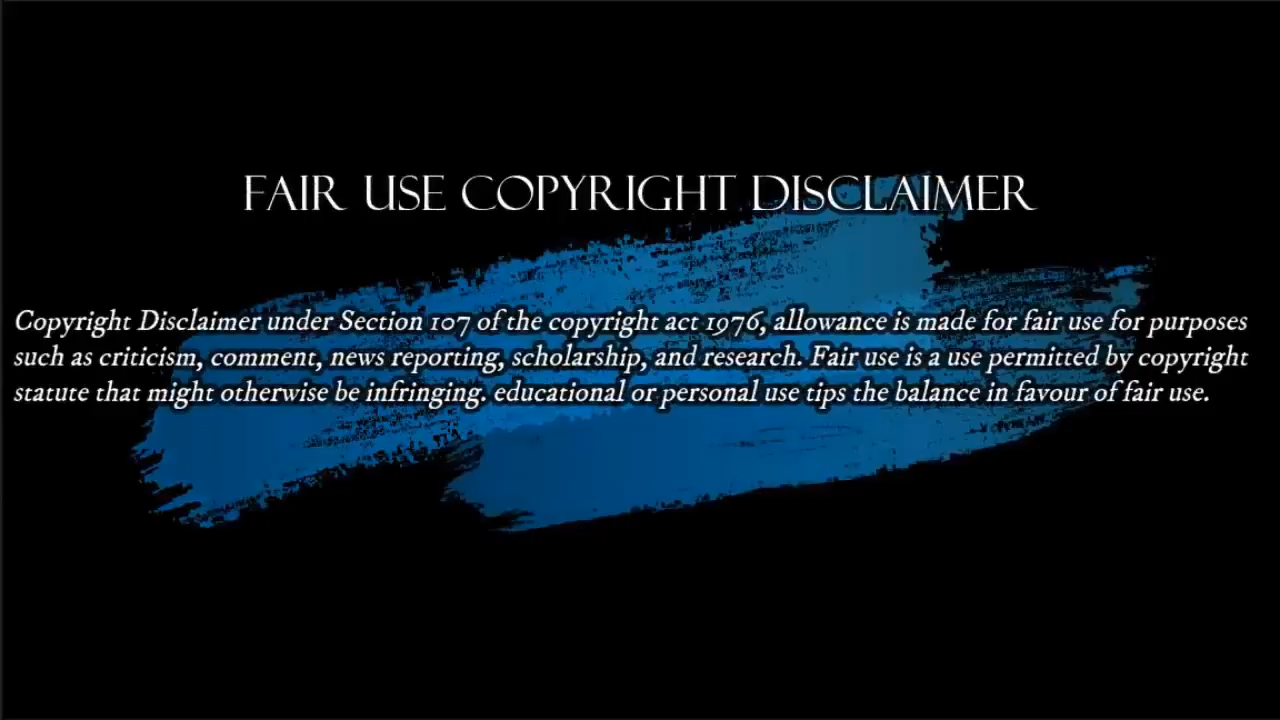 FAIR USE COPYRIGHT DISCLAIMER
Copyright Disclaimer under Section 107 of the copyright act 1976, allowance is made for fair use for purposes
such as criticism, comment, news reporting, scholarship, and research. Fair use is a use permitted by copyright
statute that might otherwise be infringing. educational or personal use tips the balance in favour of fair use.